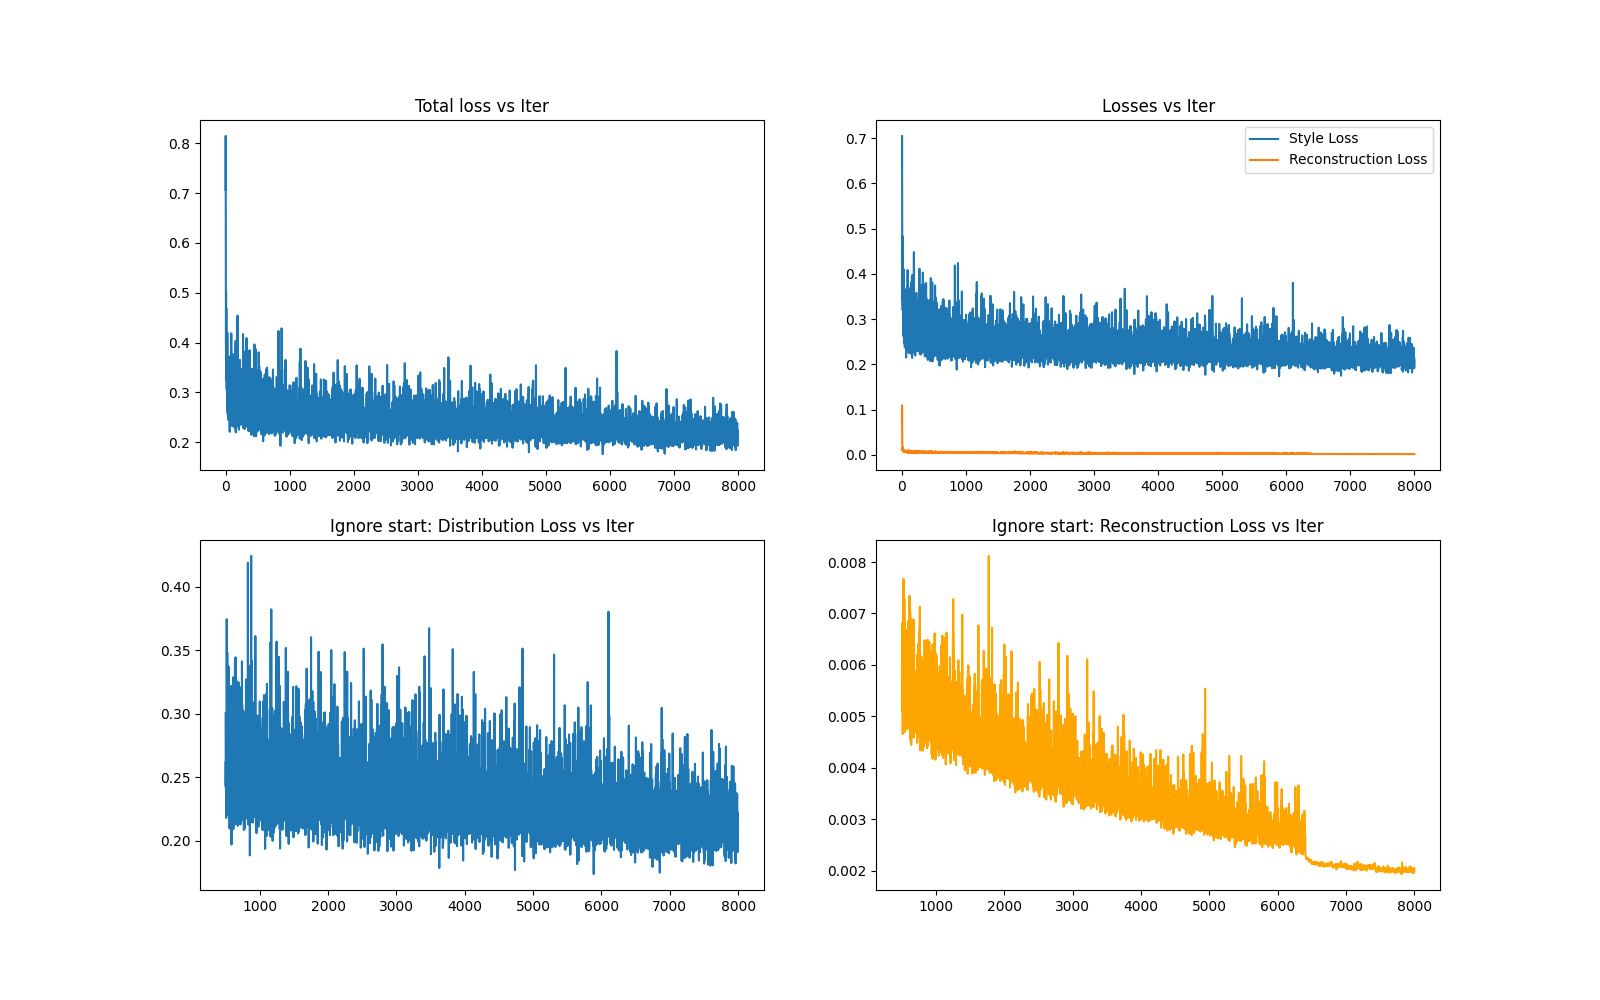 Total loss vs Iter
0.8
0.7
0.6
0.5
0.4
0.3
0.2
0 1000 2000 3000 4000 5000 6000 7000 8000
Losses vs Iter
Style Loss
Reconstruction Loss
0.7
0.6
0.5
0.4
0.3
0.2
0.1
0.0
0 1000 2000 3000 4000 5000 6000 7000 8000
Ignore start: Distribution Loss vs Iter
0.40
0.35
0.30
0.25
0.20
1000 2000 3000 4000 5000 6000 7000 8000
Ignore start: Reconstruction Loss vs Iter
0.008
0.007
0.006
0.005
0.004
0.003
0.002
1000 2000 3000 4000 5000 6000 7000 8000